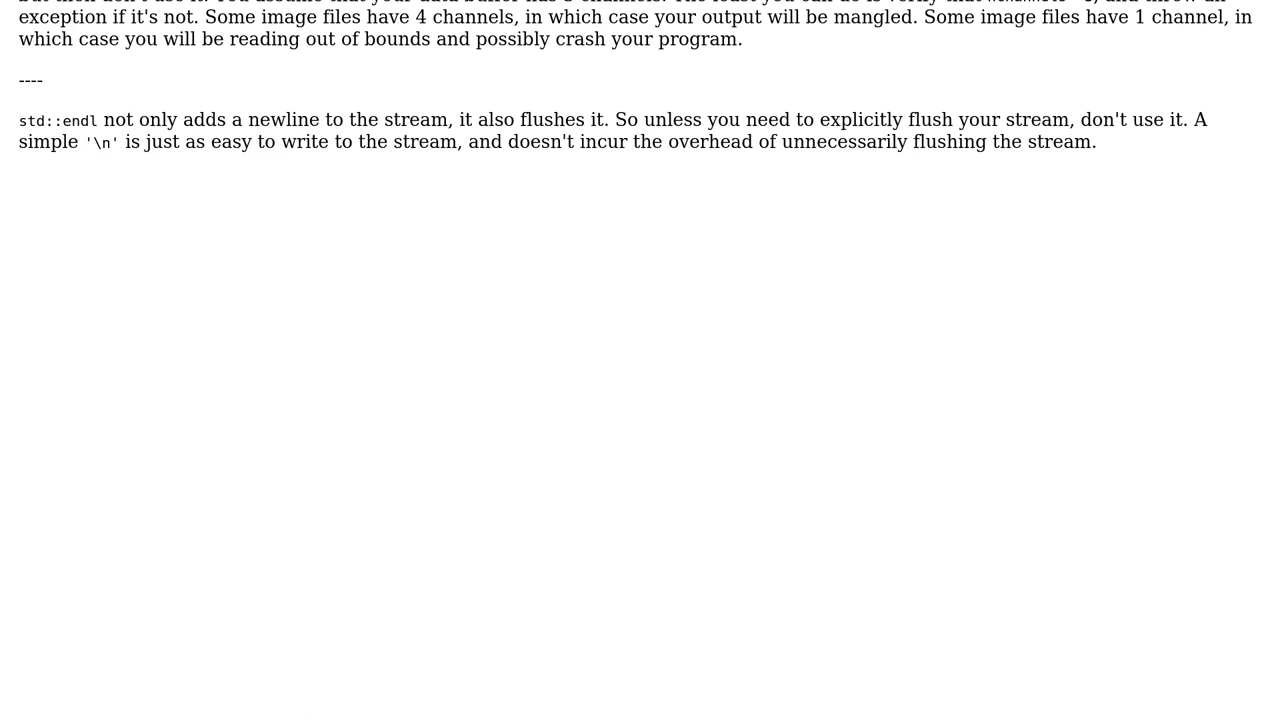 exception if it's not. Some image files have 4 channels, in which case your output will be mangled. Some image files have 1 channel, in
which case you will be reading out of bounds and possibly crash your program.
----
std::endl not only adds a newline to the stream, it also flushes it. So unless you need to explicitly flush your stream, don't use it. A
simple '\n' is just as easy to write to the stream, and doesn't incur the overhead of unnecessarily flushing the stream.